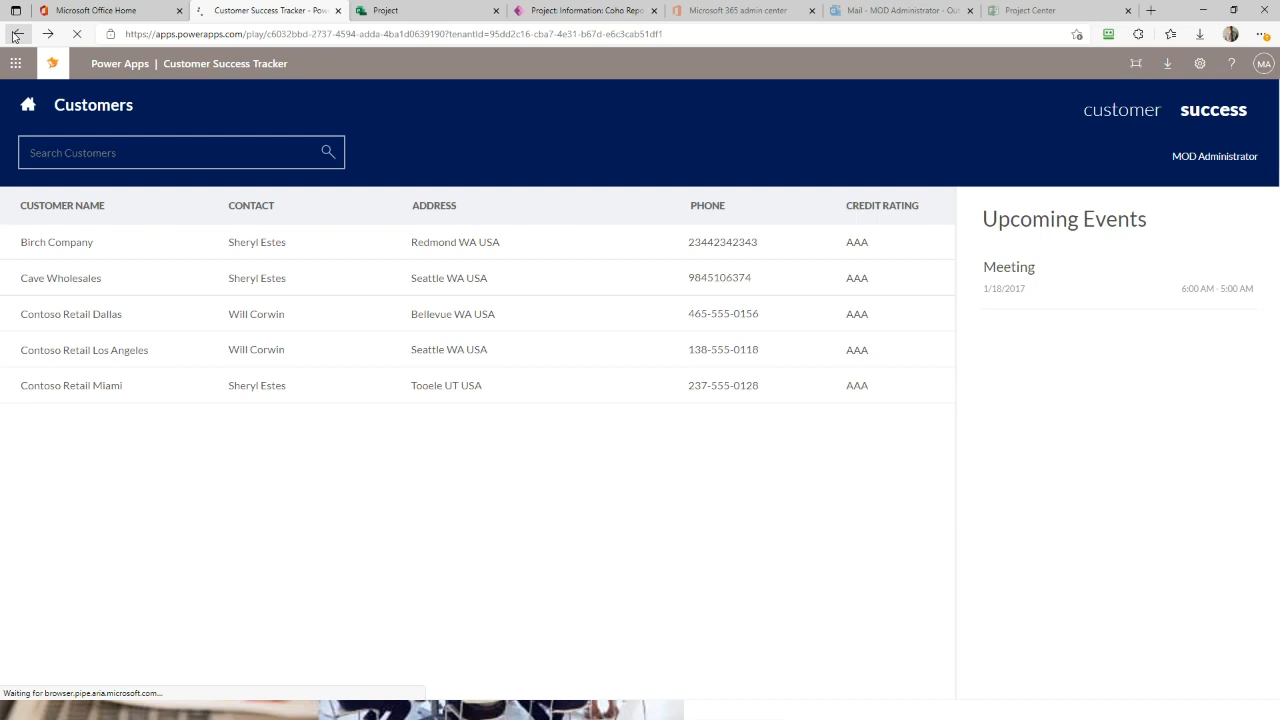 Microsoft Office Home
Customer Success Tracker - Pow
Project
Project: Information: Coho Repo
Microsoft 365 admin center
Mail - MOD Administrator - Out
Project Center
https://apps.powerapps.com/play/c6032bbd-2737-4594-adda-4ba1d0639190?tenantId=95dd2c16-cba7-4e31-b67d-e6c3cab51df1
Power Apps | Customer Success Tracker
MA
Customers
customer success
Search Customers
MOD Administrator
CUSTOMER NAME CONTACT ADDRESS PHONE CREDIT RATING
Birch Company Sheryl Estes Redmond WA USA 23442342343 AAA
Cave Wholesales Sheryl Estes Seattle WA USA 9845106374 AAA
Contoso Retail Dallas Will Corwin Bellevue WA USA 465-555-0156 AAA
Contoso Retail Los Angeles Will Corwin Seattle WA USA 138-555-0118 AAA
Contoso Retail Miami Sheryl Estes Tooele UT USA 237-555-0128 AAA
Upcoming Events
Meeting
1/18/2017 6:00 AM - 5:00 AM
Waiting for browser.pipe.aria.microsoft.com...